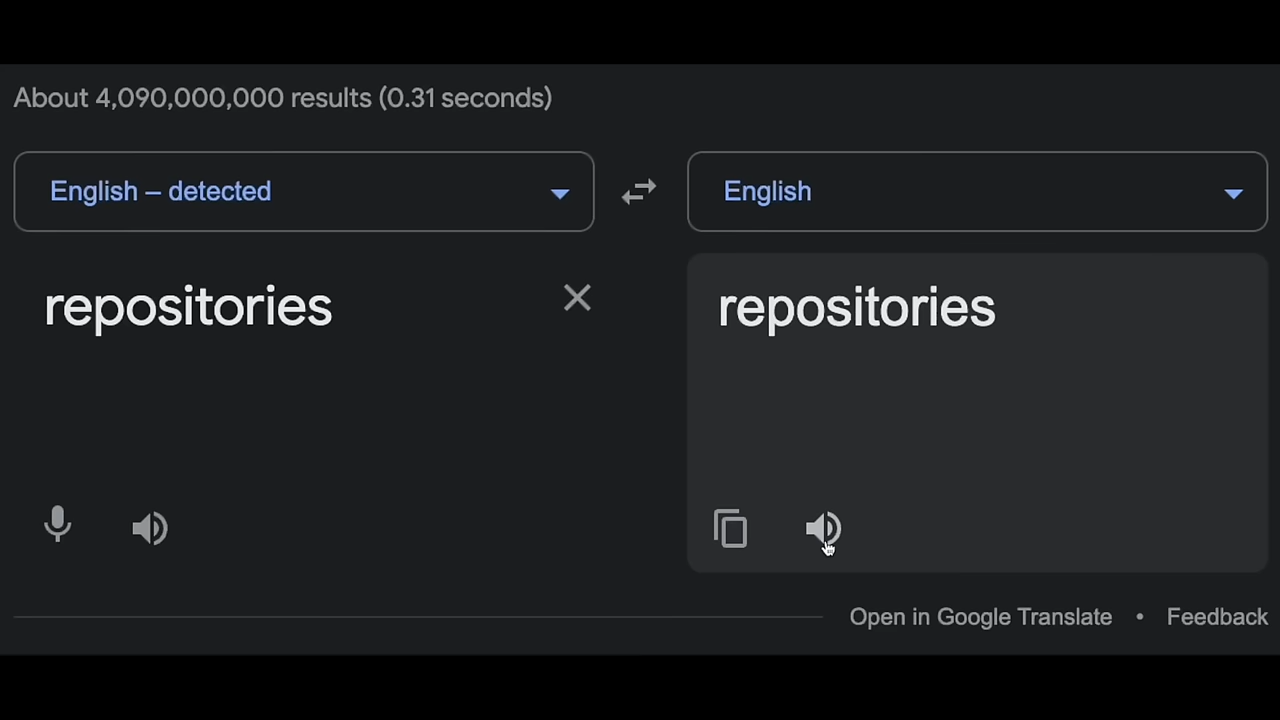 About 4,090,000,000 results (0.31 seconds)
English – detected
English
repositories
repositories
Open in Google Translate • Feedback